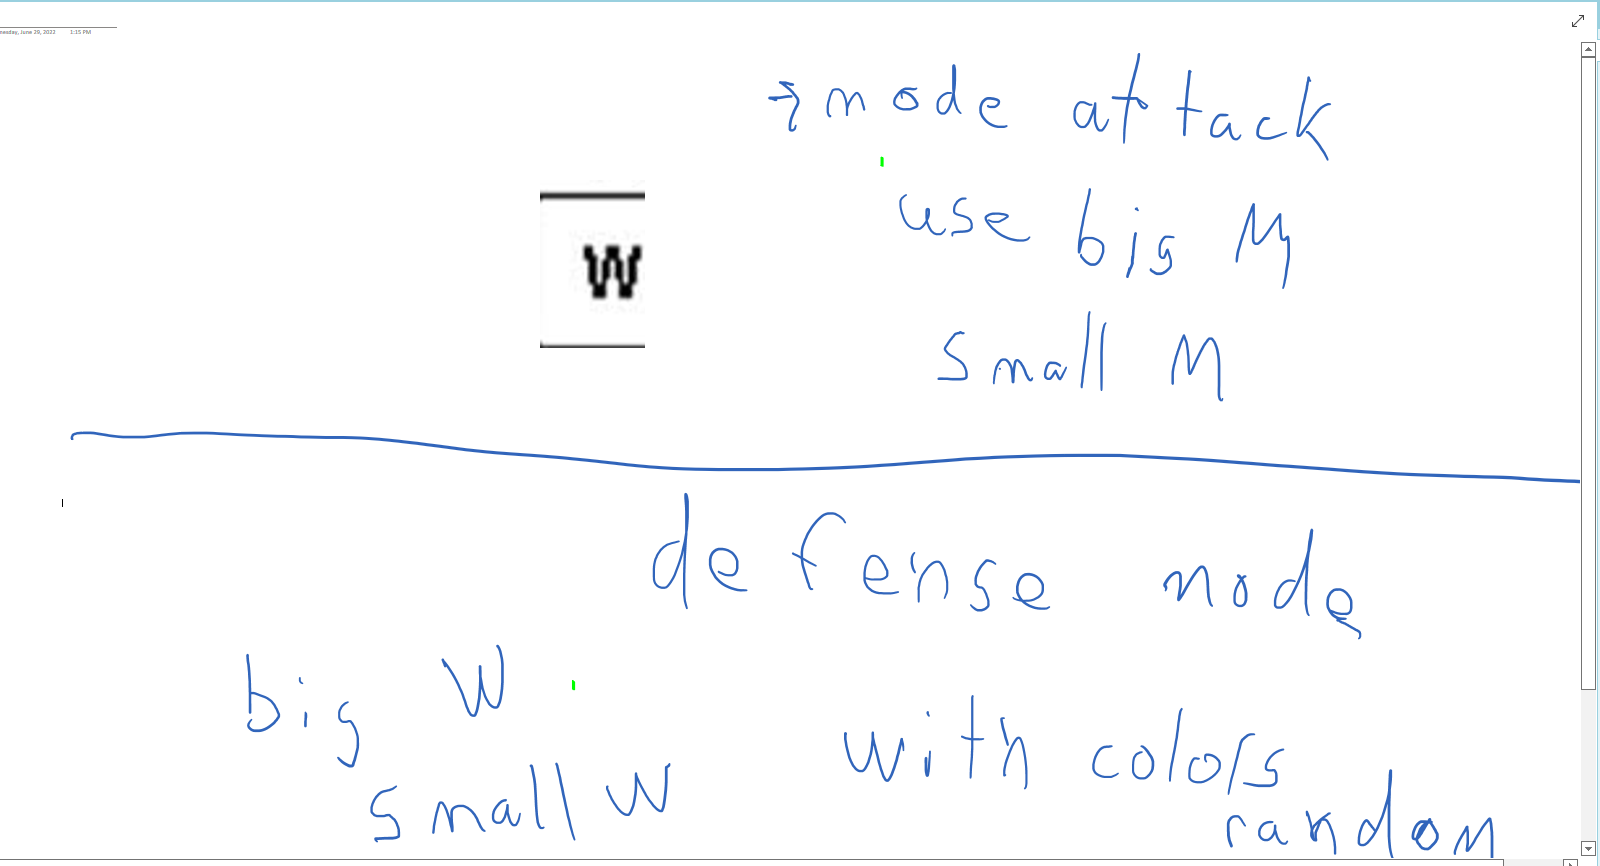 nesday, June 29, 2022 1:15 PM
→ mode attack
use big M
W
small M
defense mode
big W
with colors
small W
random